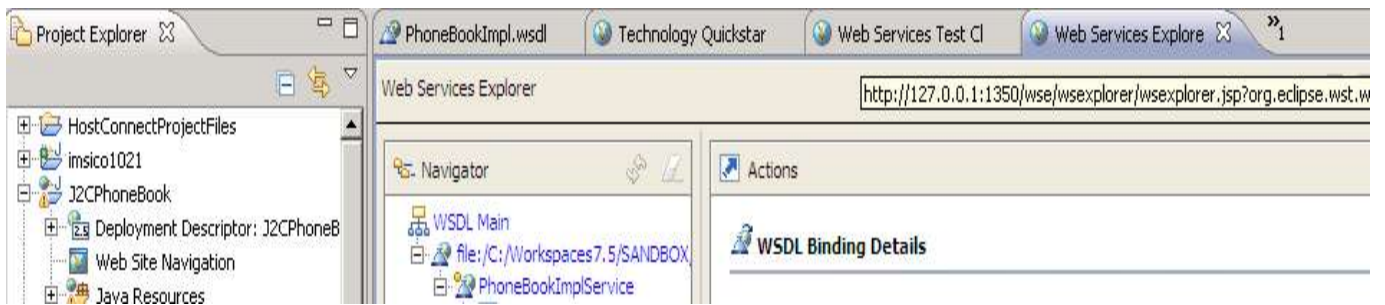 Project Explorer
PhoneBookImpl.wsdl
Technology Quickstar
Web Services Test Cl
Web Services Explore
»1
Web Services Explorer
http://127.0.0.1:1350/wse/wsexplorer/wsexplorer.jsp?org.eclipse.wst.w
HostConnectProjectFiles
imsico1021
J2CPhoneBook
2.5 Deployment Descriptor: J2CPhoneB
Web Site Navigation
Java Resources
Navigator
WSDL Main
file:/C:/Workspaces7.5/SANDBOX
PhoneBookImplService
Actions
WSDL Binding Details